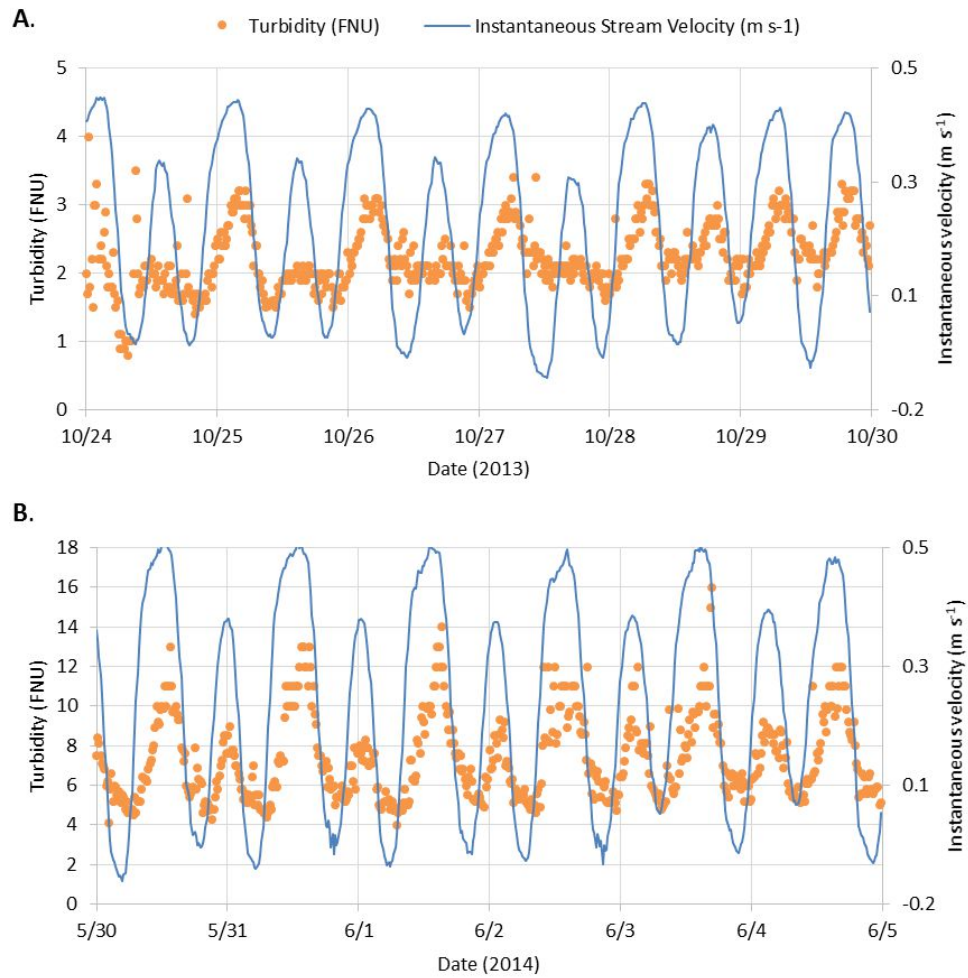 A.
Turbidity (FNU) Instantaneous Stream Velocity (m s-1)
5 0.5
4
0.3
3
2
0.1
1
0 -0.2
Turbidity (FNU)
Instantaneous velocity (m s⁻¹)
10/24 10/25 10/26 10/27 10/28 10/29 10/30
Date (2013)
B.
18 0.5
16
14
12 0.3
10
8
6 0.1
4
2
0 -0.2
Turbidity (FNU)
Instantaneous velocity (m s⁻¹)
5/30 5/31 6/1 6/2 6/3 6/4 6/5
Date (2014)